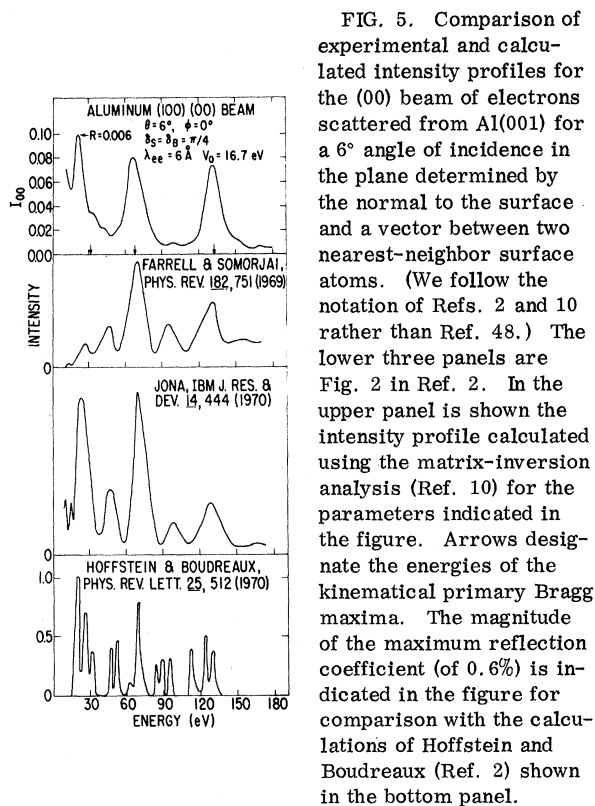 ALUMINUM (100) (00) BEAM
θ = 6°, ϕ = 0°
δS = δB = π/4
λee = 6 Å V0 = 16.7 eV
R = 0.006
0.10
0.08
0.06
0.04
0.02
0.00
I00
FARRELL & SOMORJAI,
PHYS. REV. 182, 751 (1969)
INTENSITY
0
JONA, IBM J. RES. &
DEV. 14, 444 (1970)
0
HOFFSTEIN & BOUDREAUX,
PHYS. REV. LETT. 25, 512 (1970)
1.0
0.5
0
30 60 90 120 150 180
ENERGY (eV)
FIG. 5. Comparison of
experimental and calcu-
lated intensity profiles for
the (00) beam of electrons
scattered from Al(001) for
a 6° angle of incidence in
the plane determined by
the normal to the surface
and a vector between two
nearest-neighbor surface
atoms. (We follow the
notation of Refs. 2 and 10
rather than Ref. 48.) The
lower three panels are
Fig. 2 in Ref. 2. In the
upper panel is shown the
intensity profile calculated
using the matrix-inversion
analysis (Ref. 10) for the
parameters indicated in
the figure. Arrows desig-
nate the energies of the
kinematical primary Bragg
maxima. The magnitude
of the maximum reflection
coefficient (of 0.6%) is in-
dicated in the figure for
comparison with the calcu-
lations of Hoffstein and
Boudreaux (Ref. 2) shown
in the bottom panel.